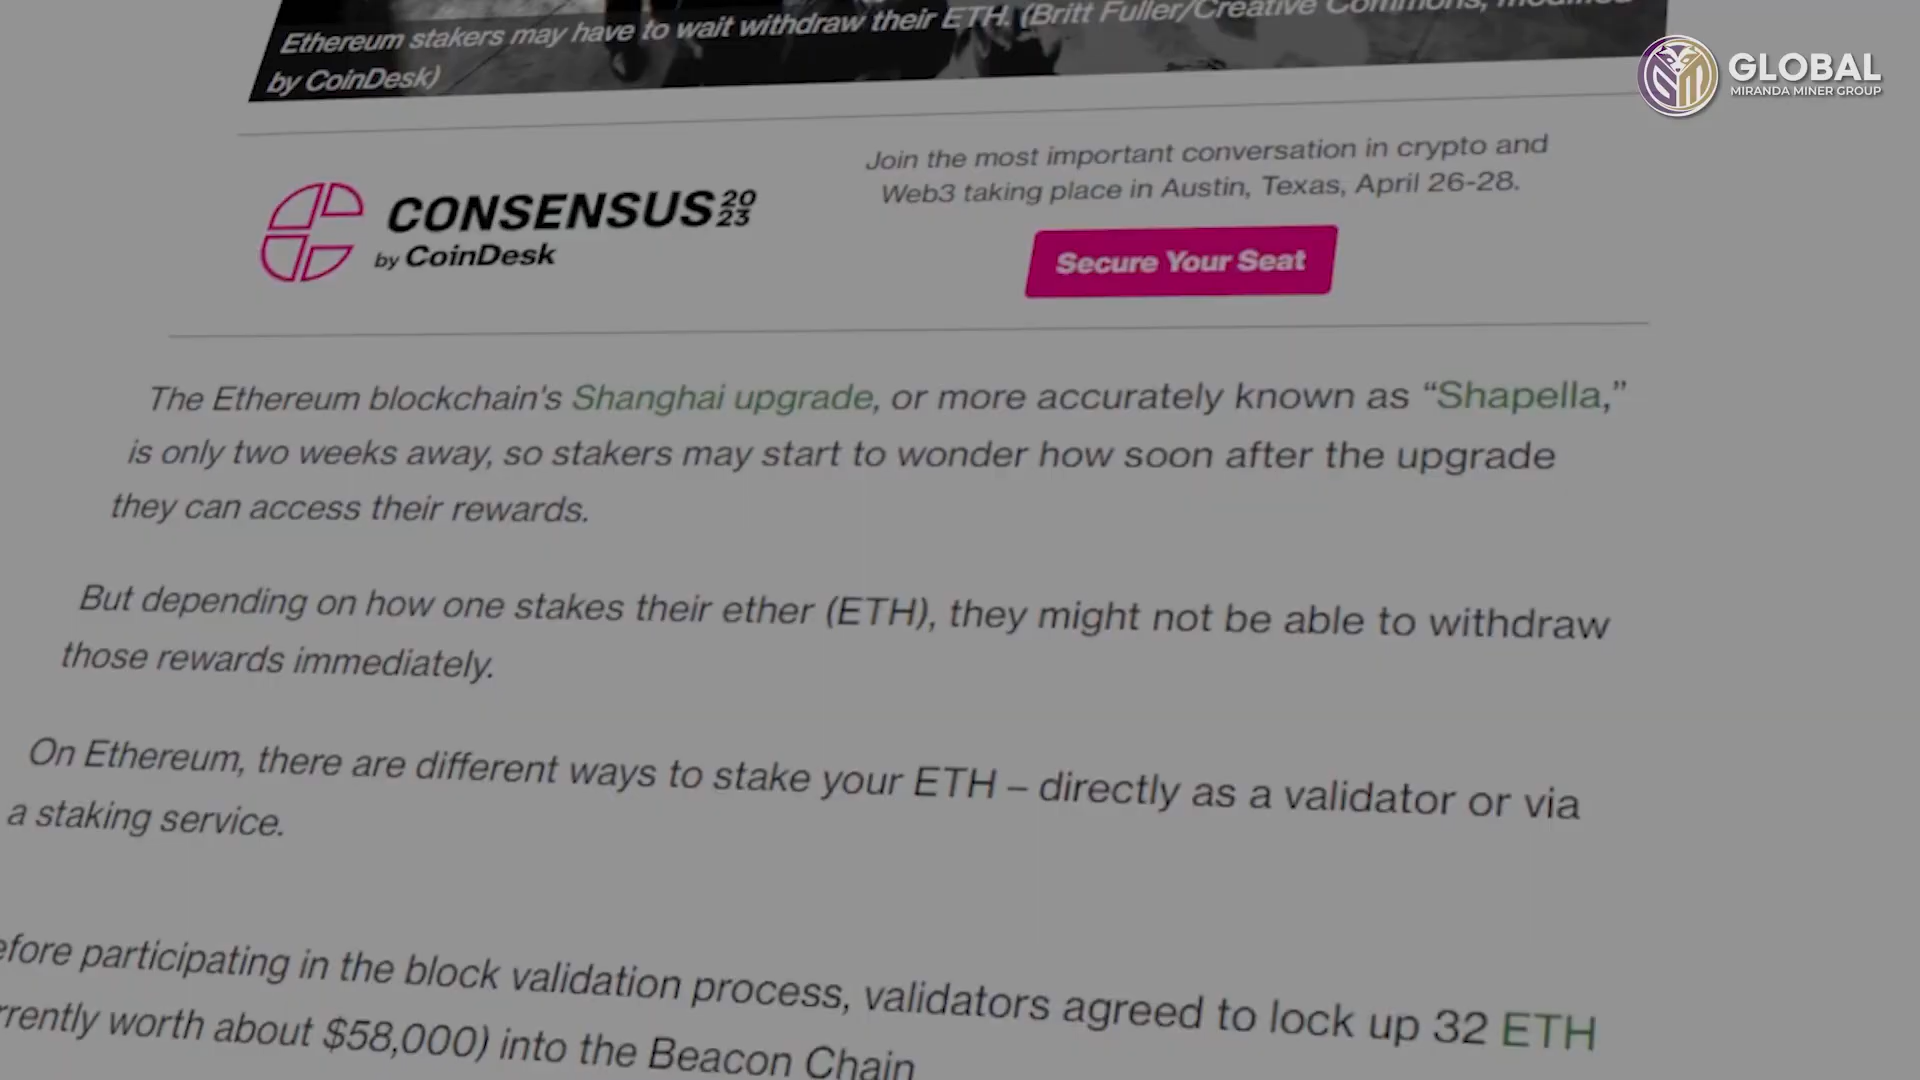 Ethereum stakers may have to wait withdraw their ETH. (Britt Fuller/Creative Commons, modified
by CoinDesk)
GLOBAL
MIRANDA MINER GROUP
CONSENSUS 2023
by CoinDesk
Join the most important conversation in crypto and
Web3 taking place in Austin, Texas, April 26-28.
Secure Your Seat
The Ethereum blockchain's Shanghai upgrade, or more accurately known as “Shapella,”
is only two weeks away, so stakers may start to wonder how soon after the upgrade
they can access their rewards.
But depending on how one stakes their ether (ETH), they might not be able to withdraw
those rewards immediately.
On Ethereum, there are different ways to stake your ETH – directly as a validator or via
a staking service.
efore participating in the block validation process, validators agreed to lock up 32 ETH
rrently worth about $58,000) into the Beacon Chain